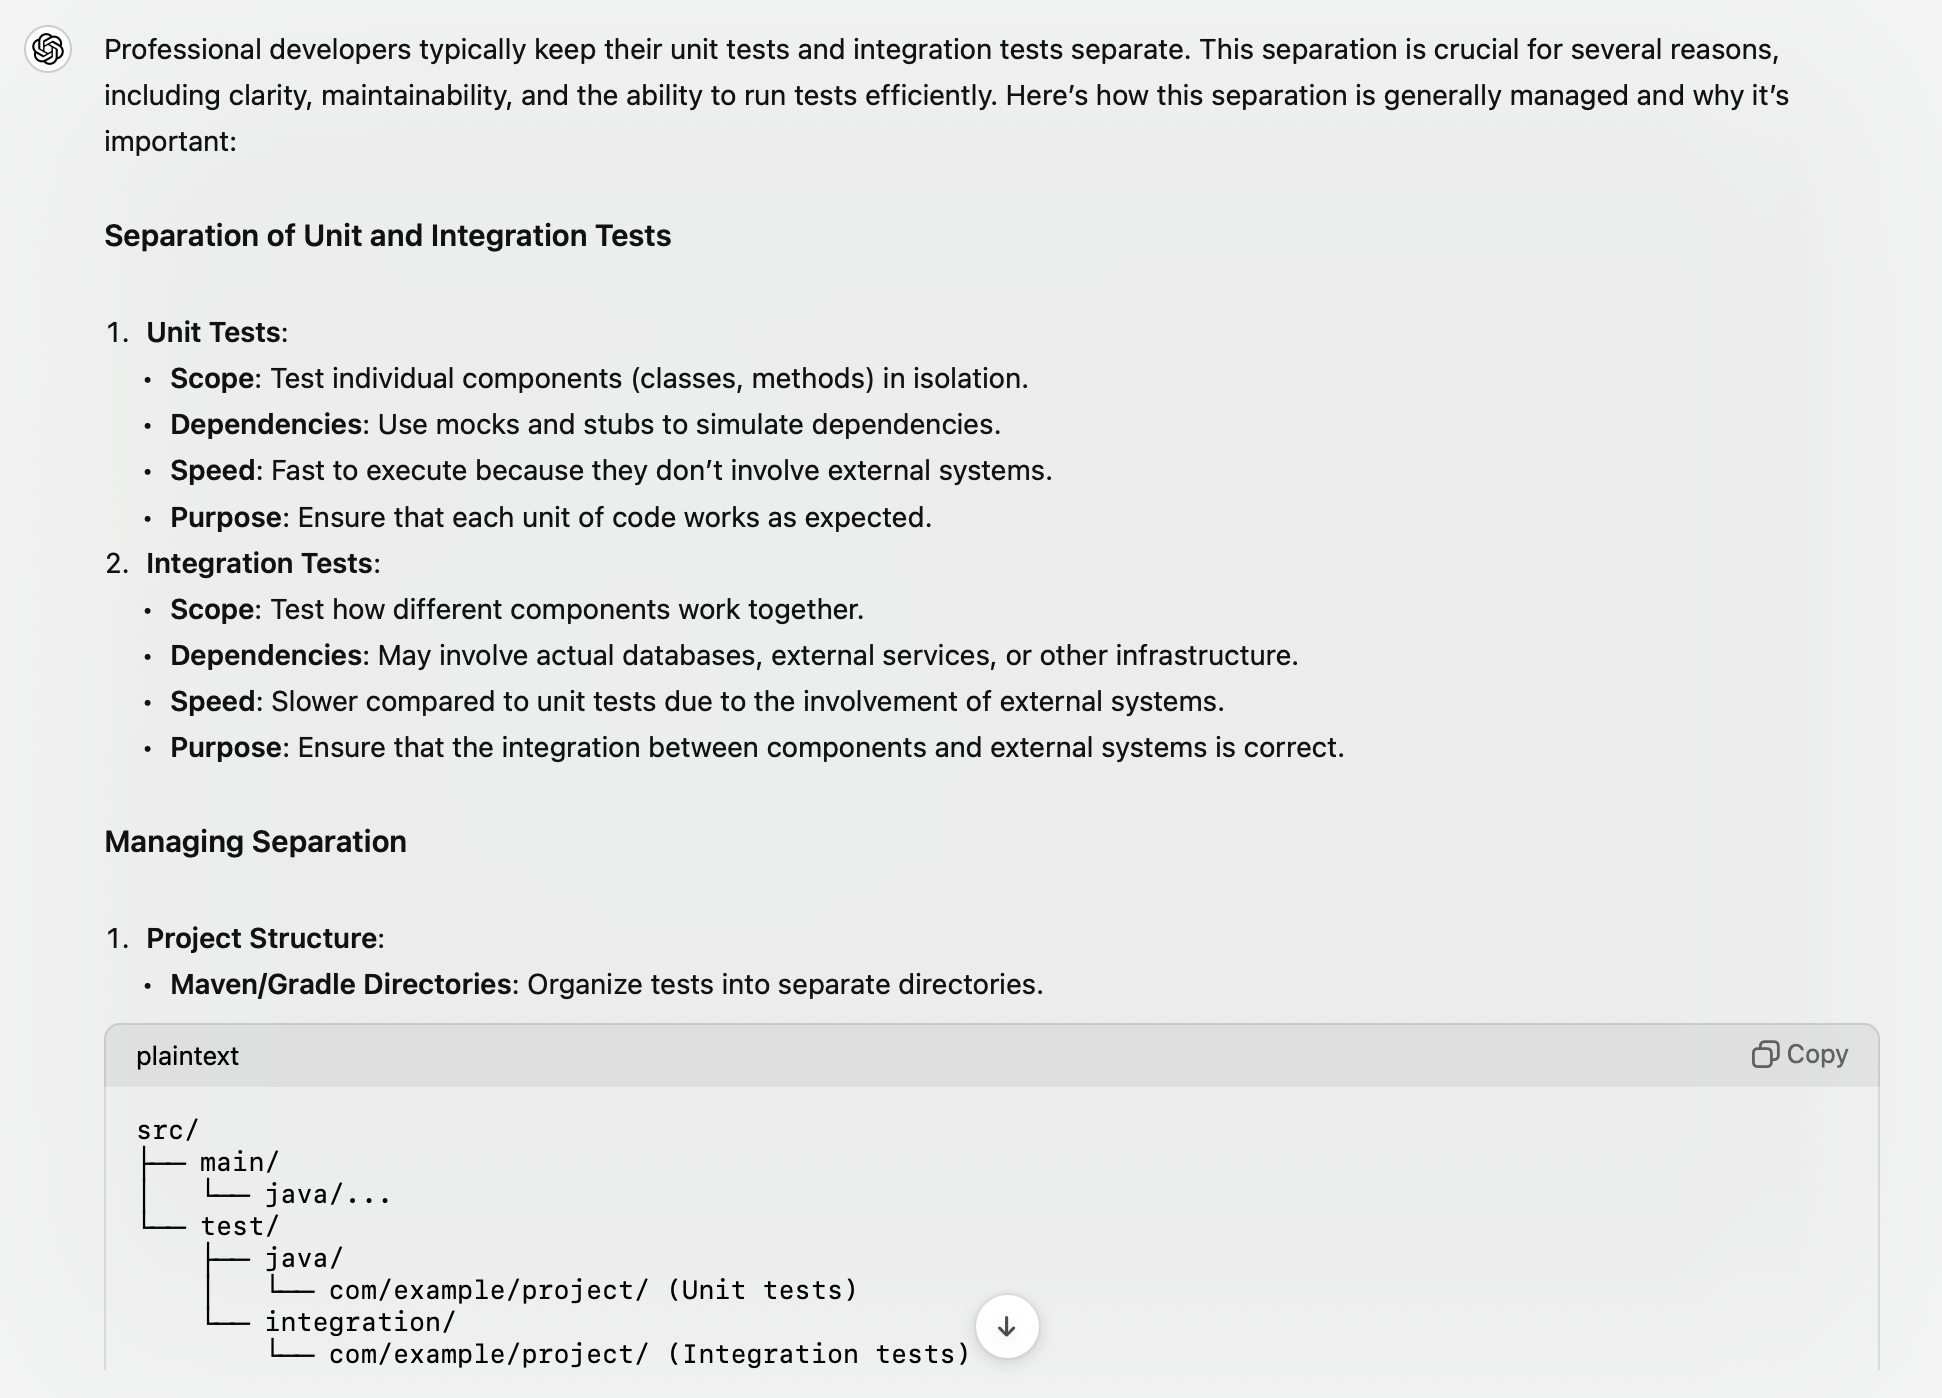 Professional developers typically keep their unit tests and integration tests separate. This separation is crucial for several reasons,
including clarity, maintainability, and the ability to run tests efficiently. Here’s how this separation is generally managed and why it’s
important:
Separation of Unit and Integration Tests
1. Unit Tests:
• Scope: Test individual components (classes, methods) in isolation.
• Dependencies: Use mocks and stubs to simulate dependencies.
• Speed: Fast to execute because they don’t involve external systems.
• Purpose: Ensure that each unit of code works as expected.
2. Integration Tests:
• Scope: Test how different components work together.
• Dependencies: May involve actual databases, external services, or other infrastructure.
• Speed: Slower compared to unit tests due to the involvement of external systems.
• Purpose: Ensure that the integration between components and external systems is correct.
Managing Separation
1. Project Structure:
• Maven/Gradle Directories: Organize tests into separate directories.
plaintext Copy
src/
├── main/
│   └── java/...
└── test/
    ├── java/
    │   └── com/example/project/ (Unit tests)
    └── integration/
        └── com/example/project/ (Integration tests)